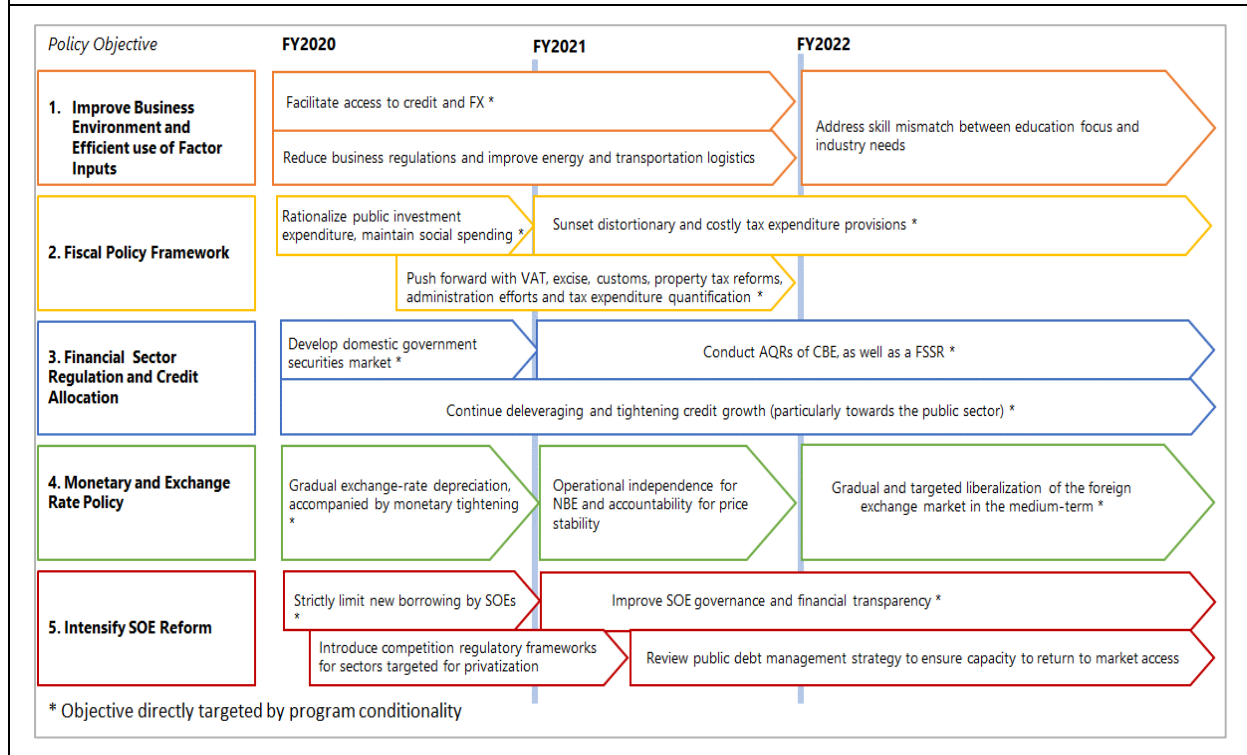 Policy Objective
FY2020
FY2021
FY2022
1. Improve Business
Environment and
Efficient use of Factor
Inputs
Facilitate access to credit and FX *
Reduce business regulations and improve energy and transportation logistics
Address skill mismatch between education focus and
industry needs
2. Fiscal Policy Framework
Rationalize public investment
expenditure, maintain social spending *
Sunset distortionary and costly tax expenditure provisions *
Push forward with VAT, excise, customs, property tax reforms,
administration efforts and tax expenditure quantification *
3. Financial Sector
Regulation and Credit
Allocation
Develop domestic government
securities market *
Conduct AQRs of CBE, as well as a FSSR *
Continue deleveraging and tightening credit growth (particularly towards the public sector) *
4. Monetary and Exchange
Rate Policy
Gradual exchange-rate depreciation,
accompanied by monetary tightening
*
Operational independence for
NBE and accountability for price
stability
Gradual and targeted liberalization of the foreign
exchange market in the medium-term *
5. Intensify SOE Reform
Strictly limit new borrowing by SOEs
*
Improve SOE governance and financial transparency *
Introduce competition regulatory frameworks
for sectors targeted for privatization
Review public debt management strategy to ensure capacity to return to market access
* Objective directly targeted by program conditionality